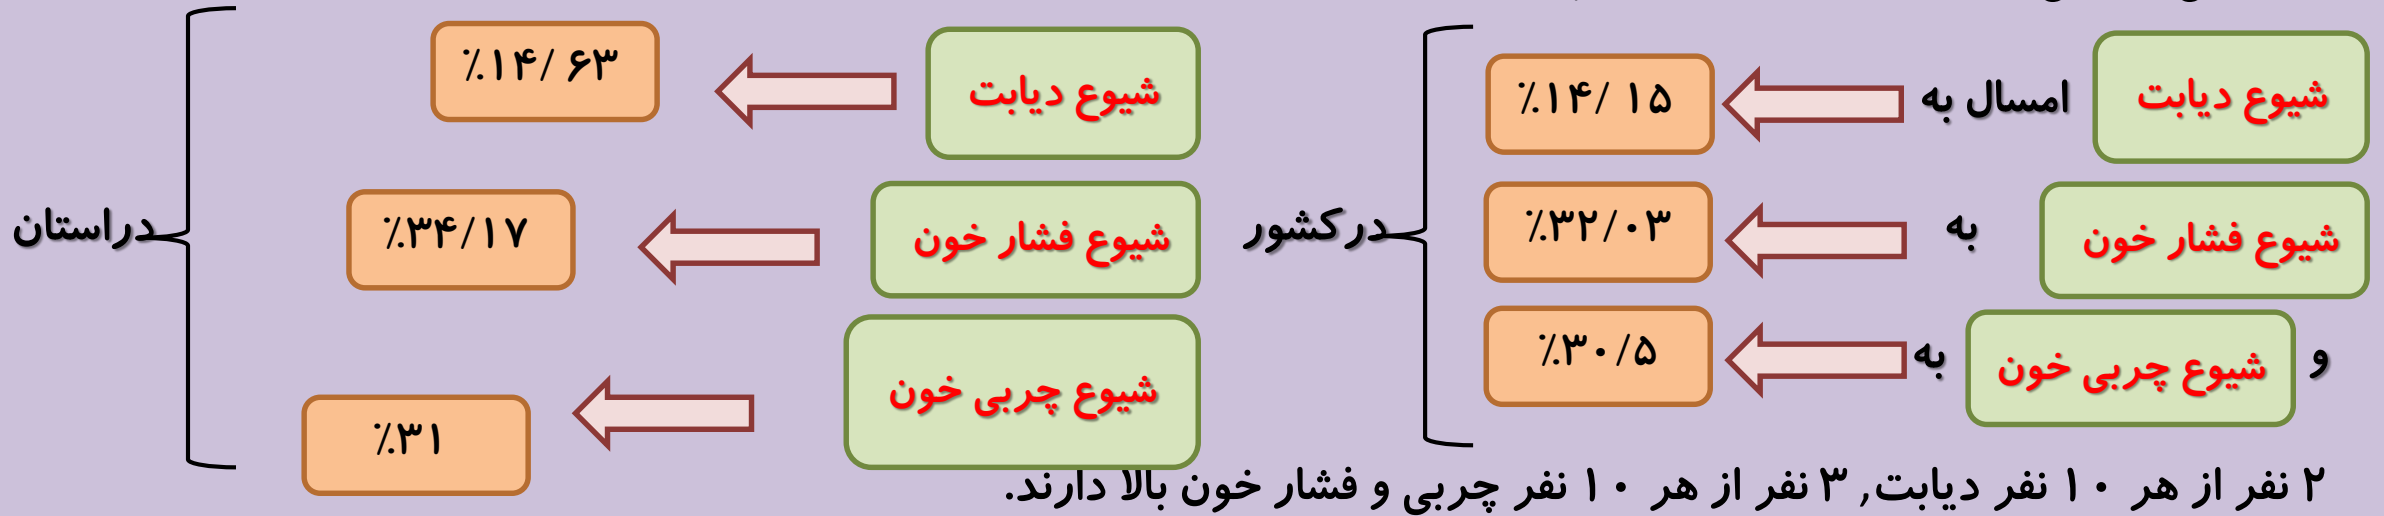 شیوع دیابت امسال به ٪۱۴/ ۱۵
شیوع فشار خون به ٪۳۲/۰۳
و شیوع چربی خون به ٪۳۰/۵
درکشور
شیوع دیابت ٪۱۴/ ۶۳
شیوع فشار خون ٪۳۴/۱۷
شیوع چربی خون ٪۳۱
دراستان
۲ نفر از هر ۱۰ نفر دیابت, ۳ نفر از هر ۱۰ نفر چربی و فشار خون بالا دارند.